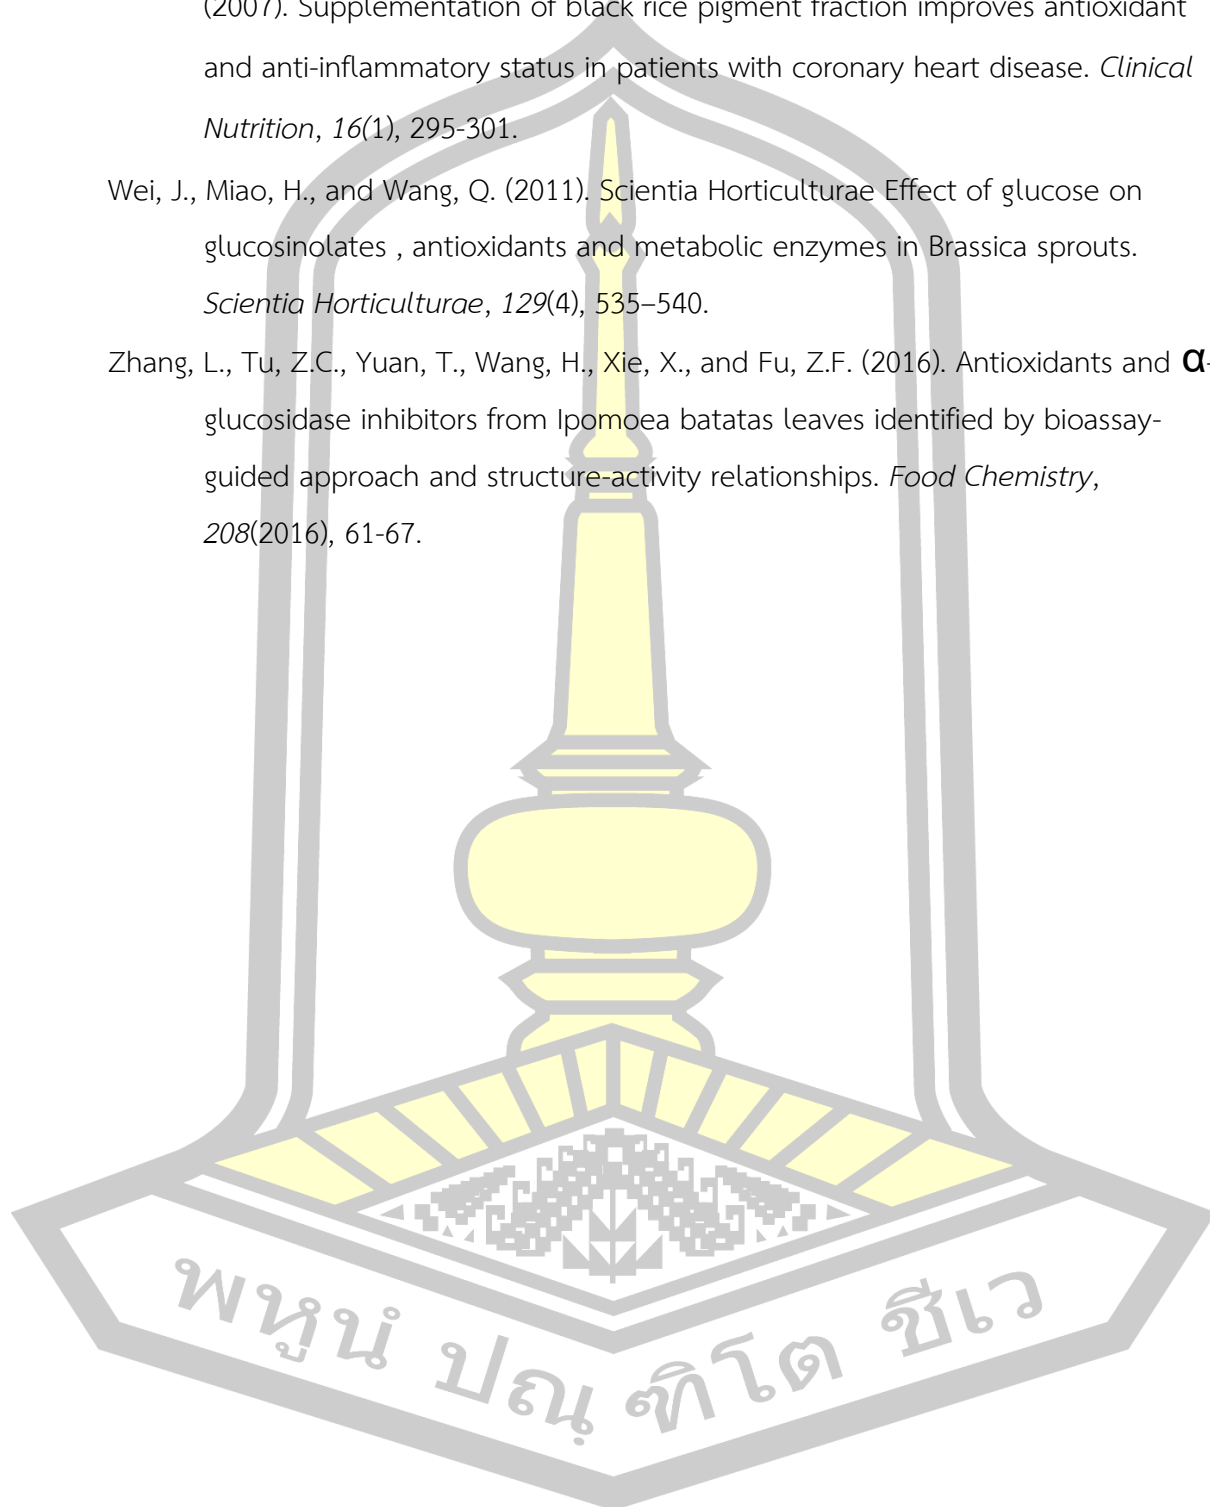 (2007). Supplementation of black rice pigment fraction improves antioxidant
and anti-inflammatory status in patients with coronary heart disease. Clinical
Nutrition, 16(1), 295-301.
Wei, J., Miao, H., and Wang, Q. (2011). Scientia Horticulturae Effect of glucose on
glucosinolates , antioxidants and metabolic enzymes in Brassica sprouts.
Scientia Horticulturae, 129(4), 535–540.
Zhang, L., Tu, Z.C., Yuan, T., Wang, H., Xie, X., and Fu, Z.F. (2016). Antioxidants and α-
glucosidase inhibitors from Ipomoea batatas leaves identified by bioassay-
guided approach and structure-activity relationships. Food Chemistry,
208(2016), 61-67.
พหูนํ ปณฺ ฑิโต ชีเว